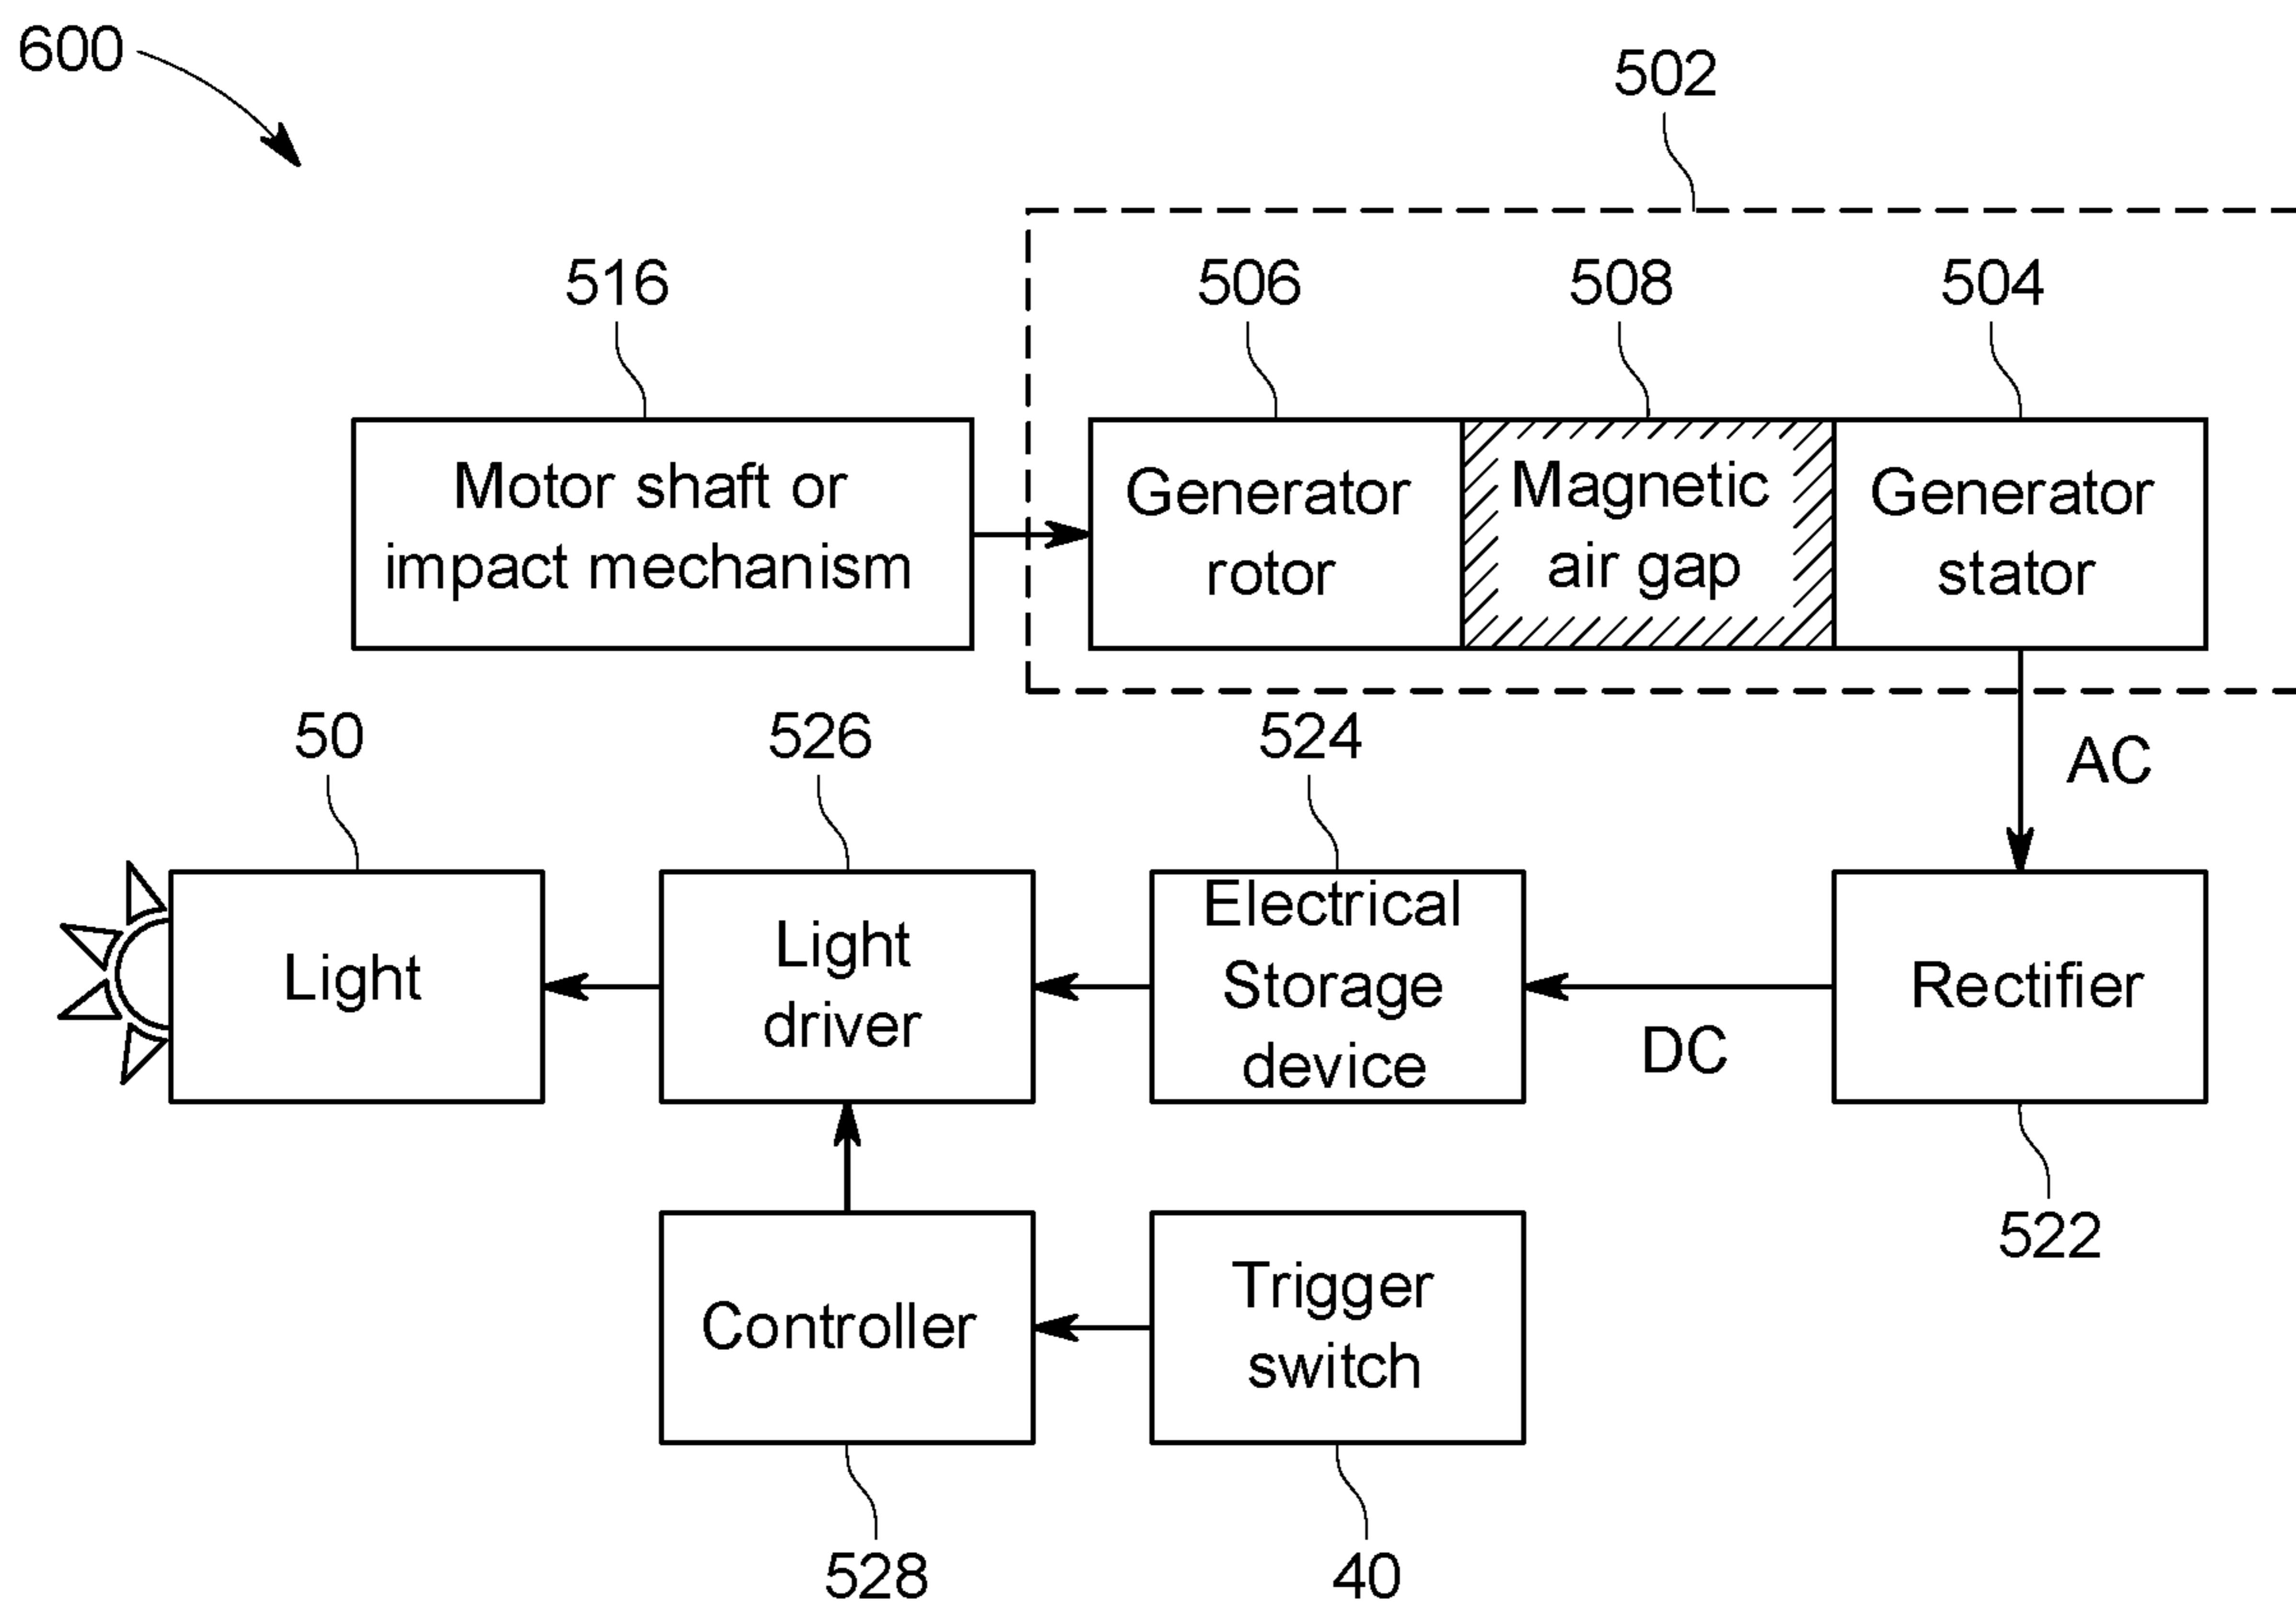 600
502
516
506
508
504
Motor shaft or
impact mechanism
Generator
rotor
Magnetic
air gap
Generator
stator
AC
50
526
524
Light
Light
driver
Electrical
Storage
device
DC
Rectifier
522
Controller
Trigger
switch
528
40